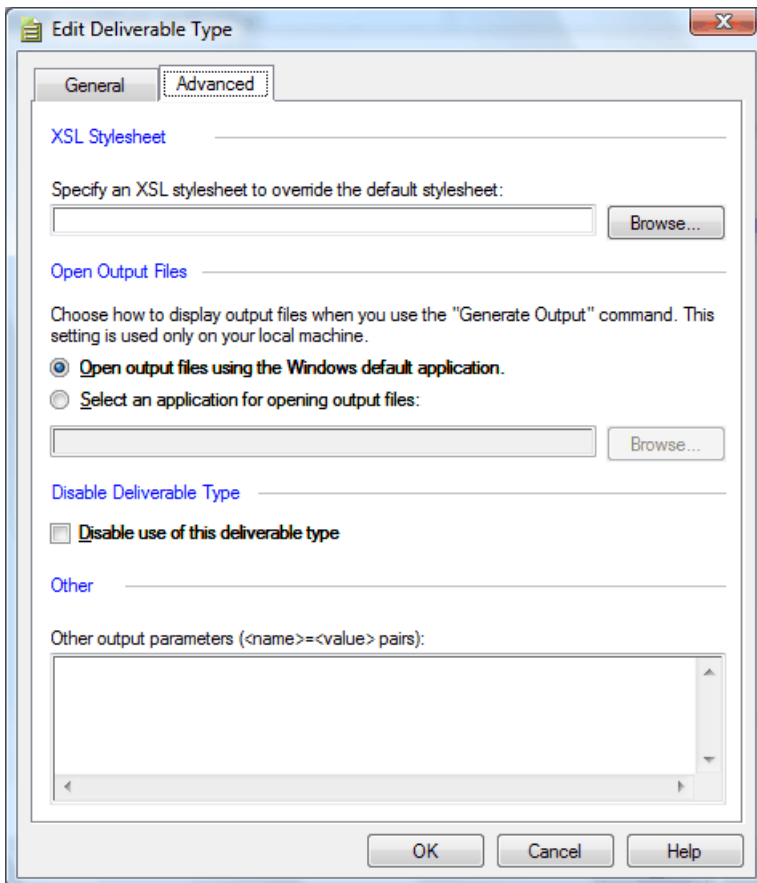 Edit Deliverable Type
General
Advanced
XSL Stylesheet
Specify an XSL stylesheet to override the default stylesheet:
Browse...
Open Output Files
Choose how to display output files when you use the "Generate Output" command. This
setting is used only on your local machine.
Open output files using the Windows default application.
Select an application for opening output files:
Browse...
Disable Deliverable Type
Disable use of this deliverable type
Other
Other output parameters (<name>=<value> pairs):
OK
Cancel
Help